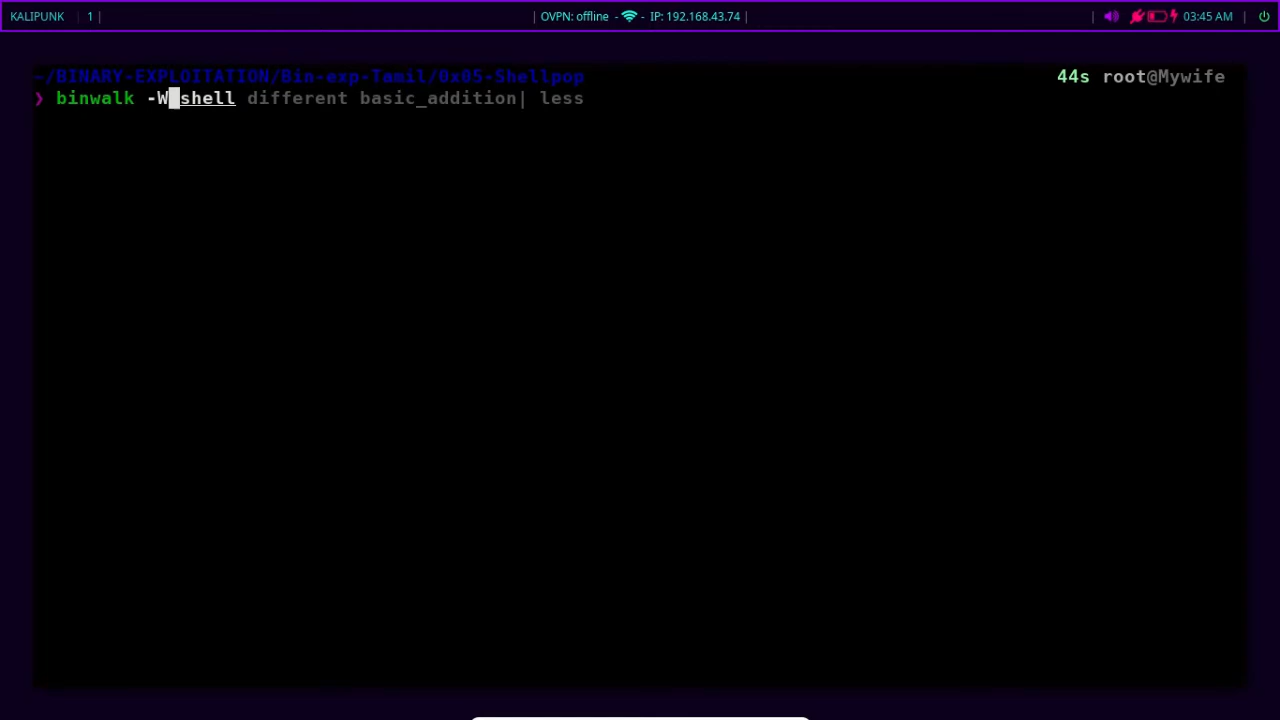 KALIPUNK | 1 | | OVPN: offline - - IP: 192.168.43.74 | | 03:45 AM |
~/BINARY-EXPLOITATION/Bin-exp-Tamil/0x05-Shellpop 44s root@Mywife
❯ binwalk -W shell different basic_addition| less